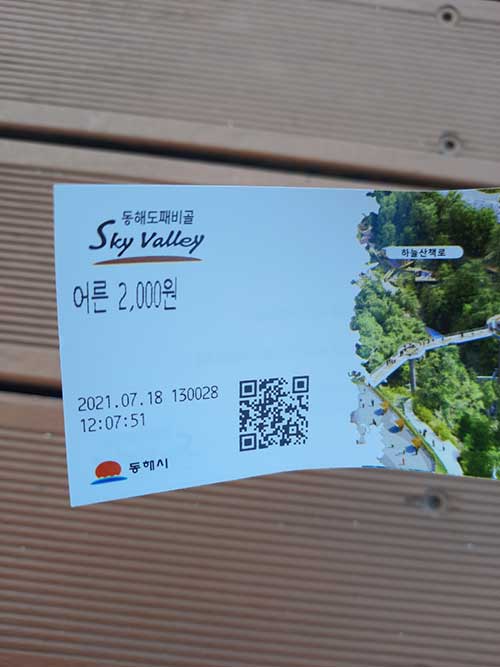 동해도째비골
Sky Valley
하늘산책로
어른 2,000원
2021.07.18 130028
12:07:51
동해시